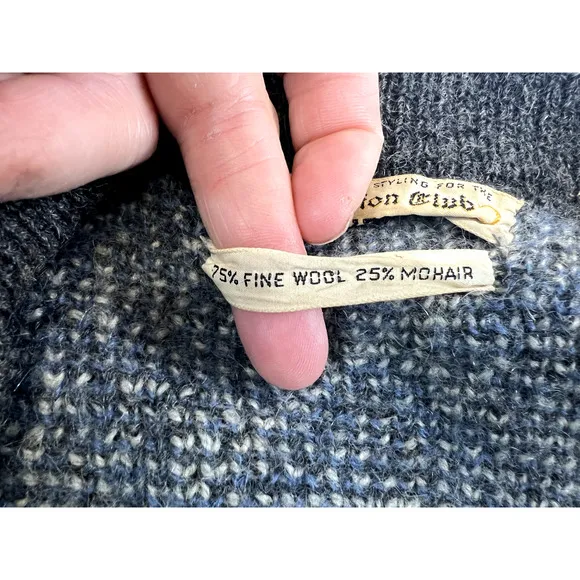 STYLING FOR THE
Club
75% FINE WOOL 25% MOHAIR